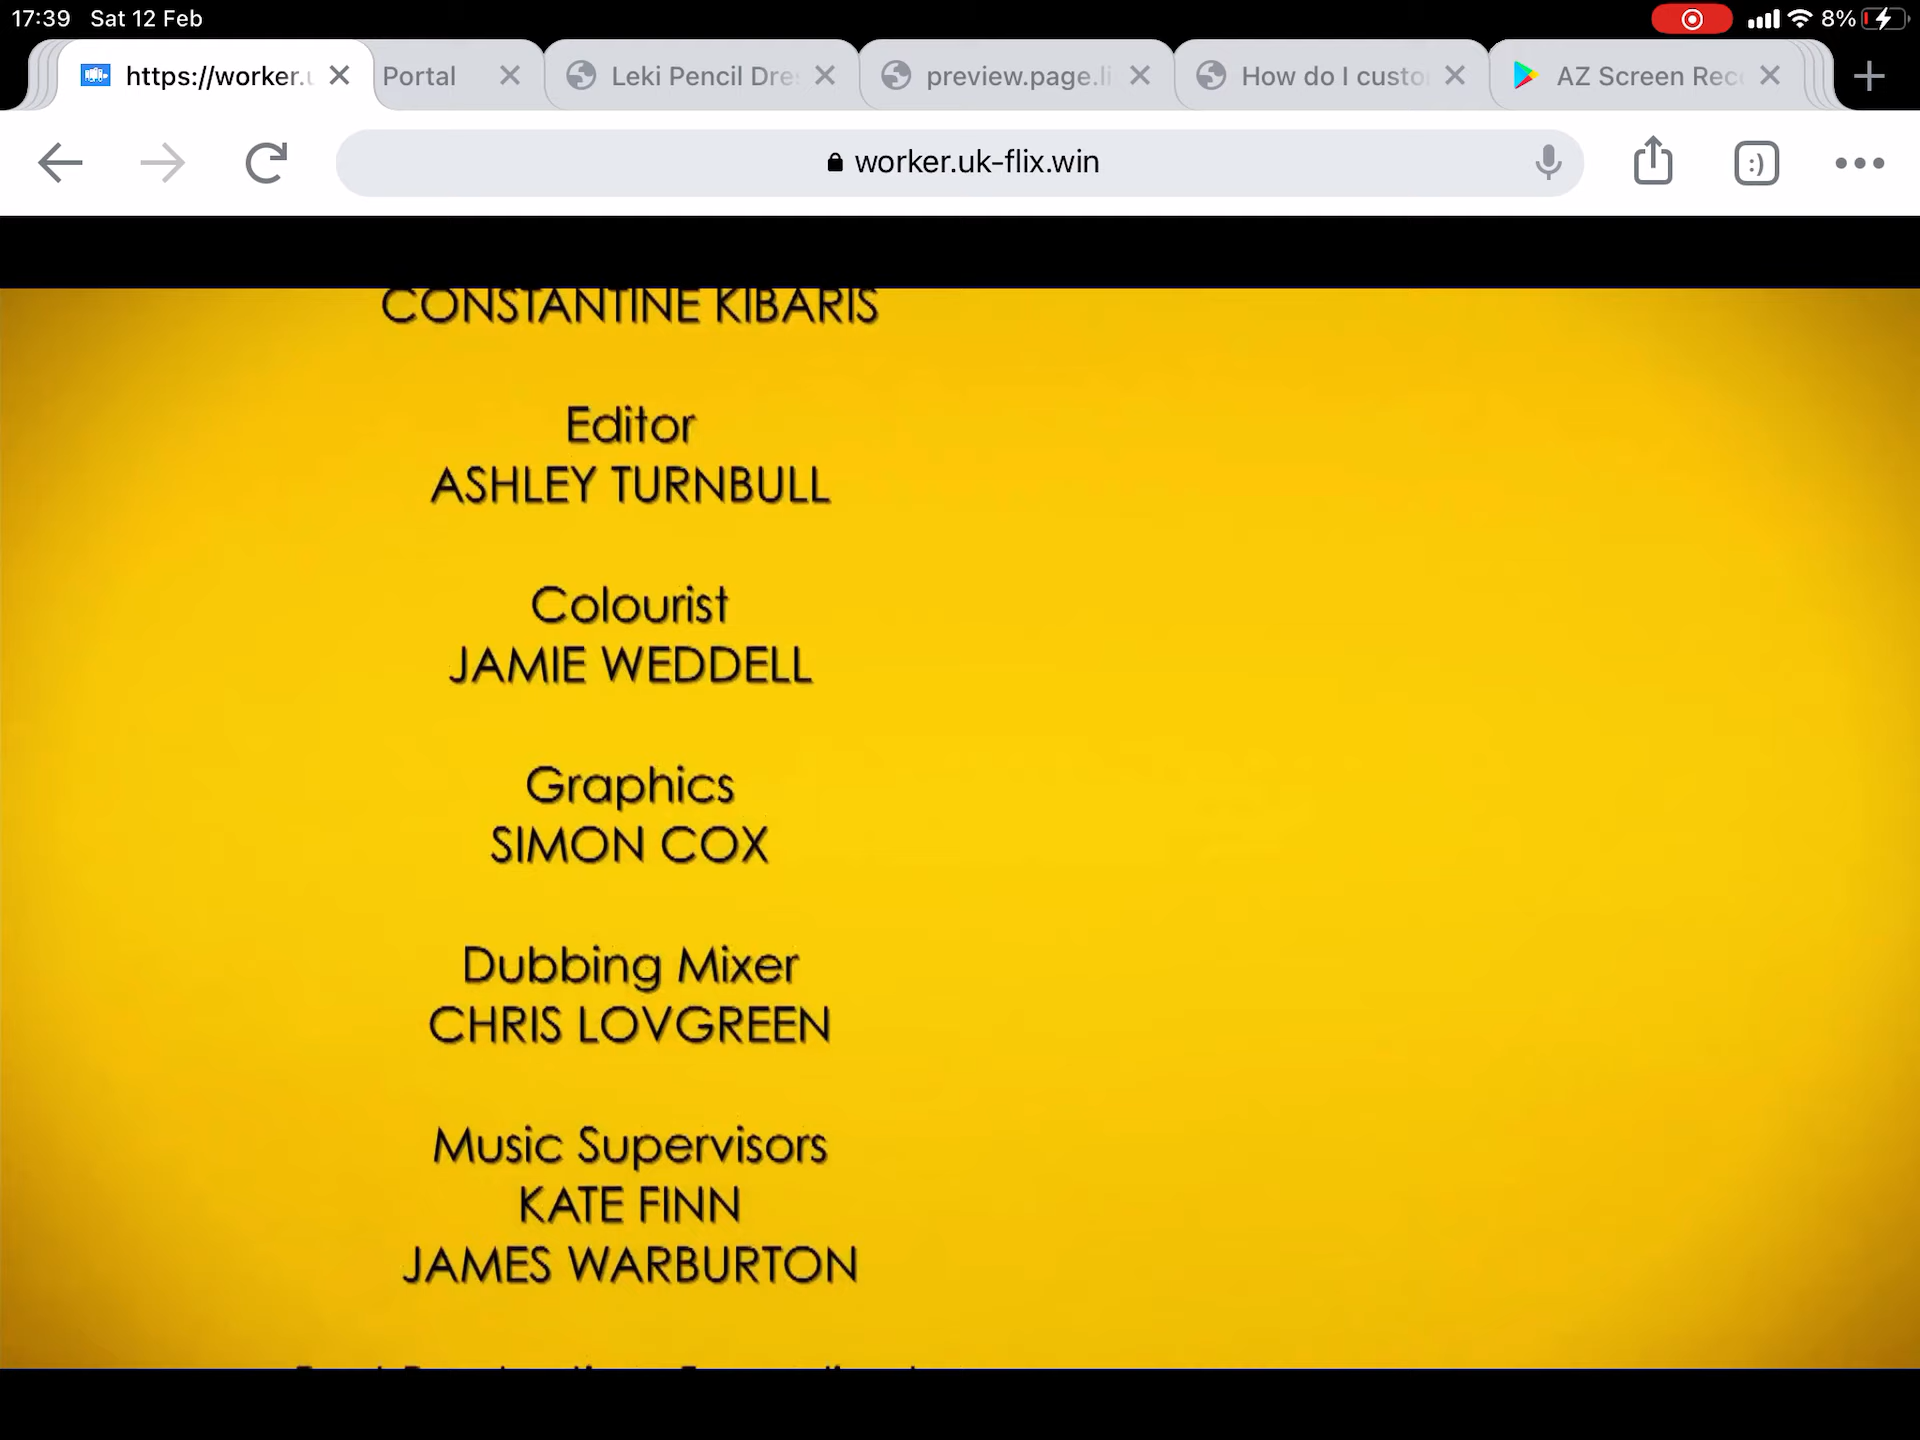 17:39 Sat 12 Feb
8%
https://worker.u
Portal
Leki Pencil Dres
preview.page.li
How do I custo
AZ Screen Rec
worker.uk-flix.win
:)
CONSTANTINE KIBARIS
Editor
ASHLEY TURNBULL
Colourist
JAMIE WEDDELL
Graphics
SIMON COX
Dubbing Mixer
CHRIS LOVGREEN
Music Supervisors
KATE FINN
JAMES WARBURTON